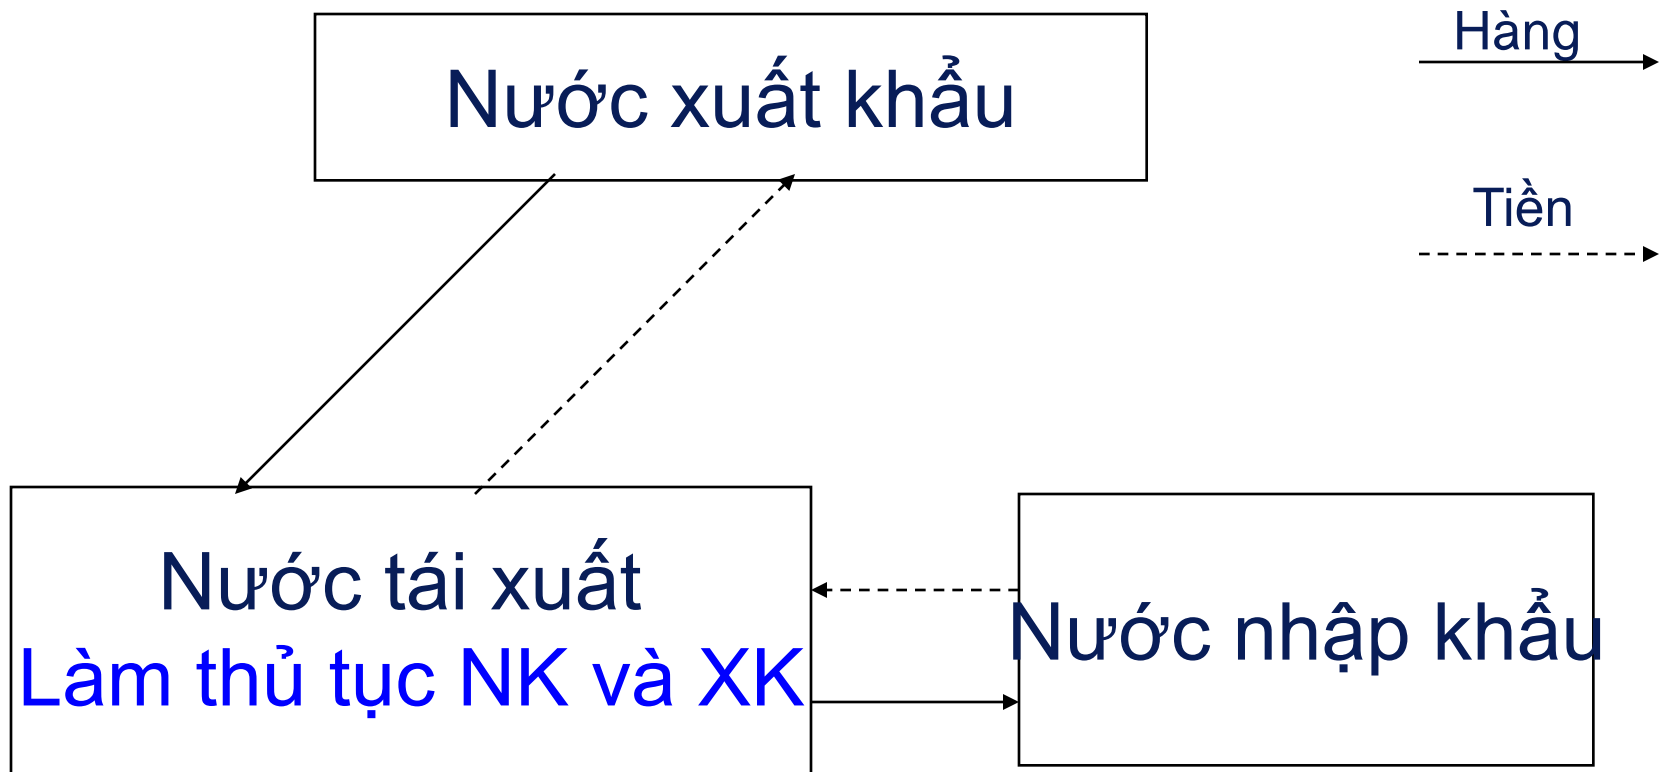 Hàng
Nước xuất khẩu
Tiền
Nước tái xuất
Làm thủ tục NK và XK
Nước nhập khẩu